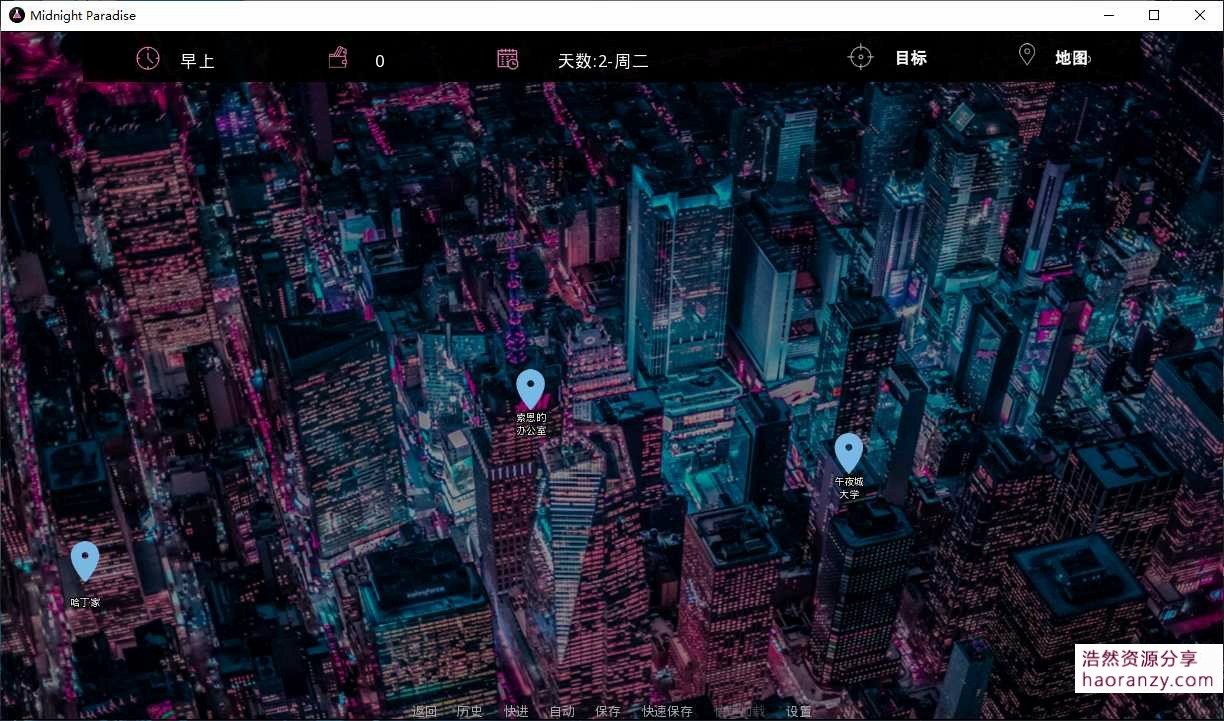 Midnight Paradise
早上
0
天数:2-周二
目标
地图
索恩的
办公室
午夜城
大学
哈丁家
浩然资源分享
haoranzy.com
返回 历史 快进 自动 保存 快速保存 设置